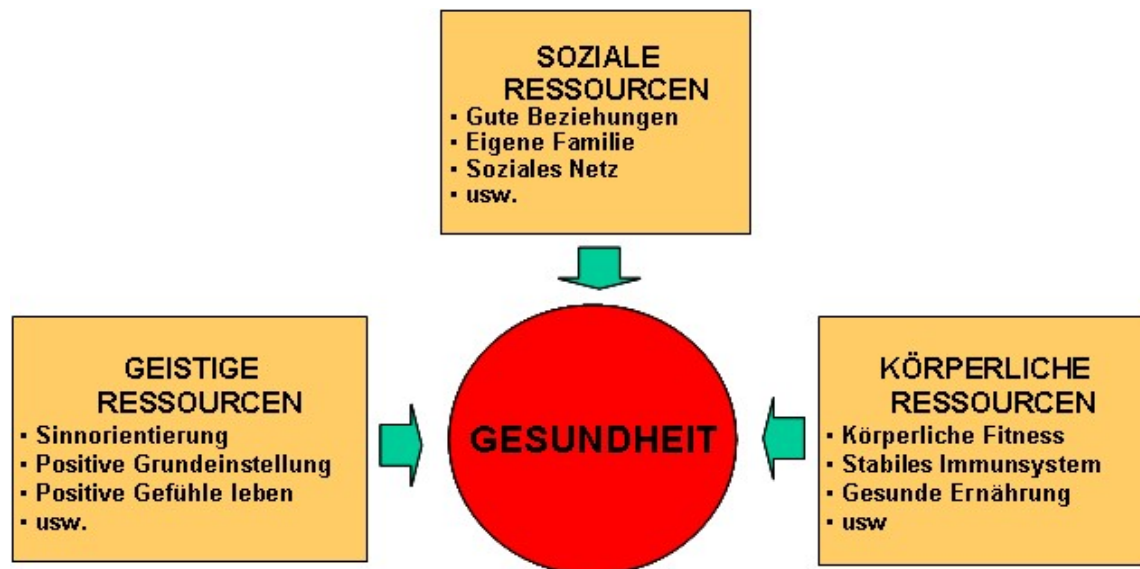 SOZIALE
RESSOURCEN
▪ Gute Beziehungen
▪ Eigene Familie
▪ Soziales Netz
▪ usw.
GEISTIGE
RESSOURCEN
▪ Sinnorientierung
▪ Positive Grundeinstellung
▪ Positive Gefühle leben
▪ usw.
GESUNDHEIT
KÖRPERLICHE
RESSOURCEN
▪ Körperliche Fitness
▪ Stabiles Immunsystem
▪ Gesunde Ernährung
▪ usw